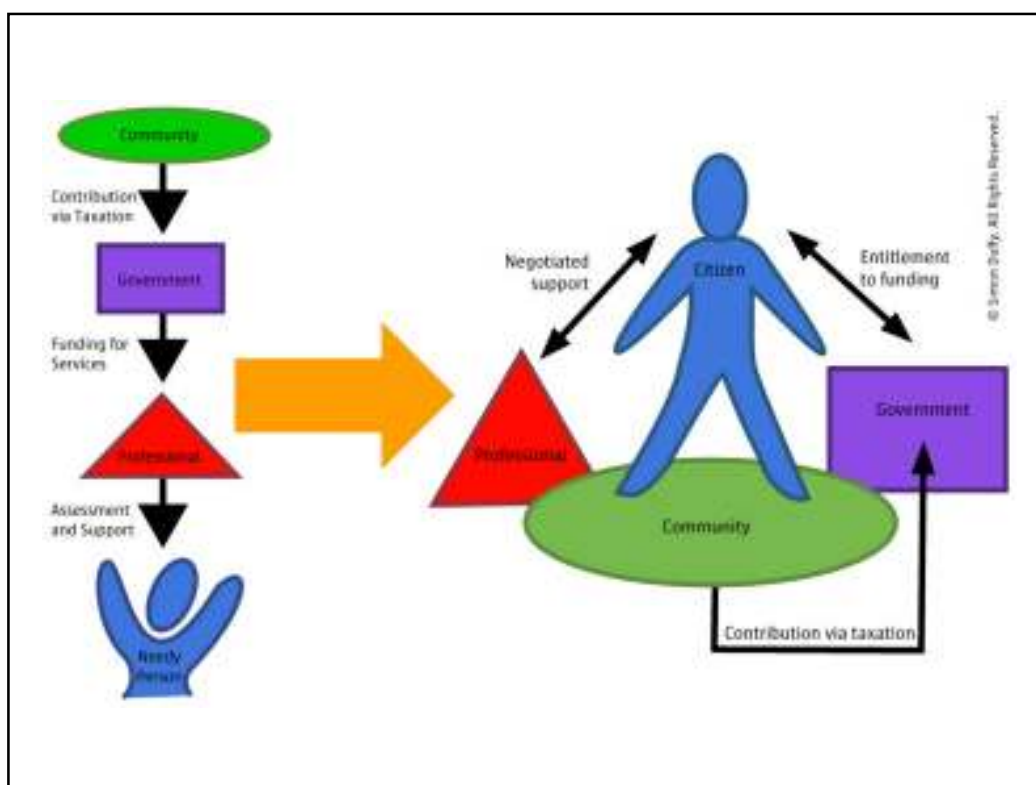 Community
Contribution
via Taxation
Government
Funding for
Services
Professional
Assessment
and Support
Needy
Person
Negotiated
support
Citizen
Entitlement
to funding
Professional
Government
Community
Contribution via taxation
© Simon Duffy. All Rights Reserved.